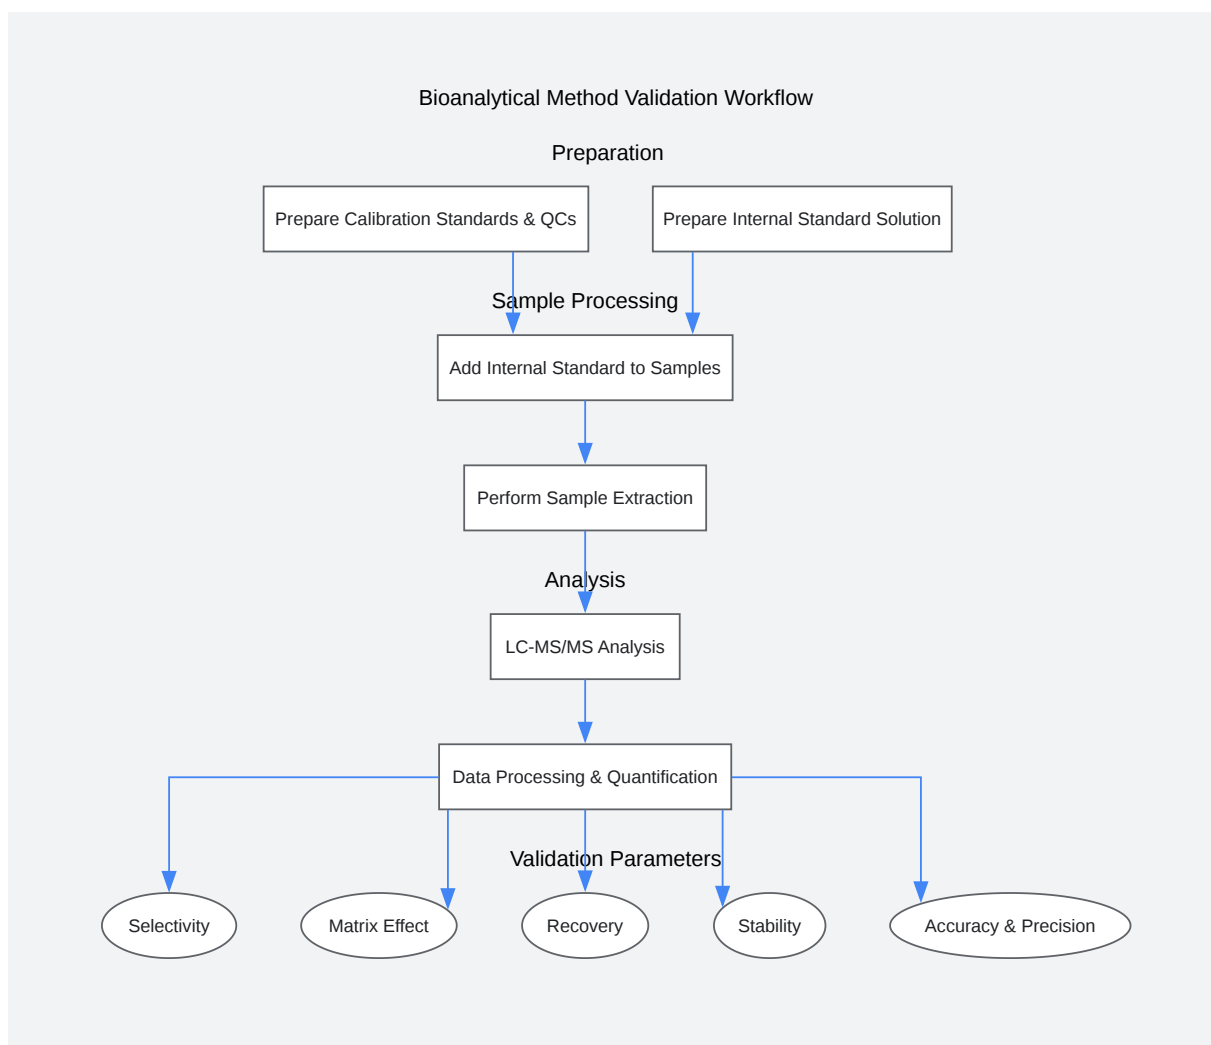 Bioanalytical Method Validation Workflow
Preparation
Prepare Calibration Standards & QCs
Prepare Internal Standard Solution
Sample Processing
Add Internal Standard to Samples
Perform Sample Extraction
Analysis
LC-MS/MS Analysis
Data Processing & Quantification
Validation Parameters
Selectivity
Matrix Effect
Recovery
Stability
Accuracy & Precision